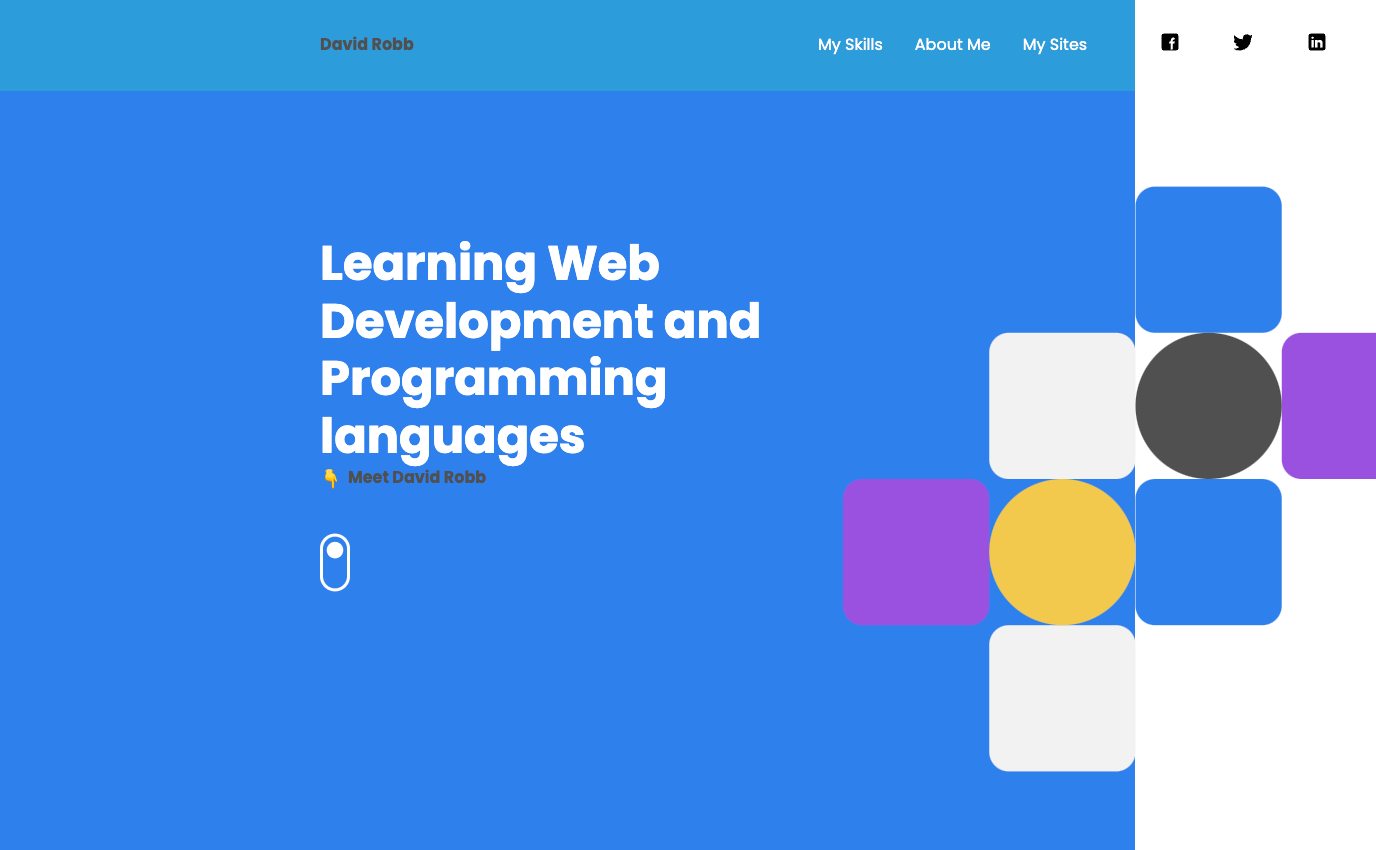 David Robb
My Skills About Me My Sites
Learning Web
Development and
Programming
languages
👇 Meet David Robb